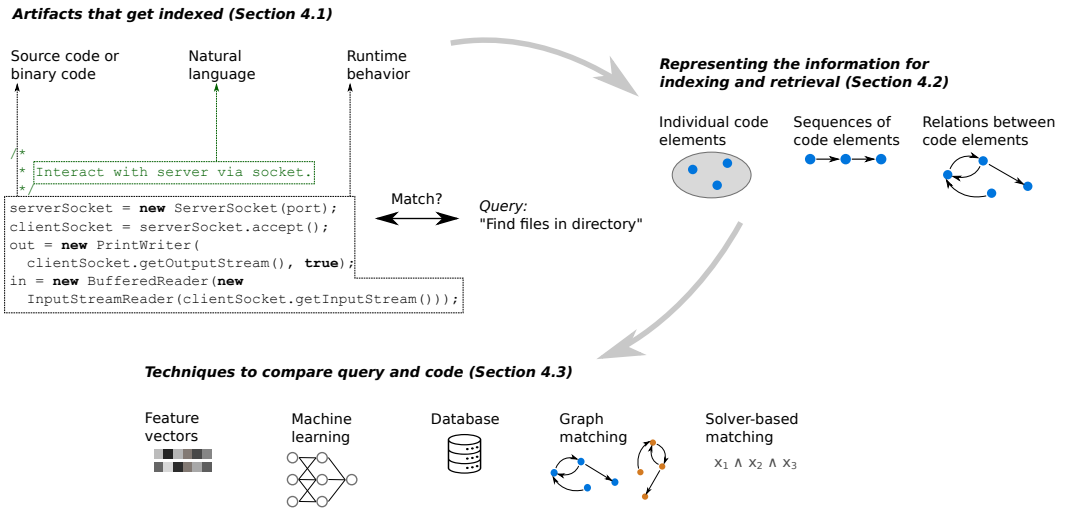 Artifacts that get indexed (Section 4.1)
Source code or
binary code
Natural
language
Runtime
behavior
/*
* Interact with server via socket.
*/
serverSocket = new ServerSocket(port);
clientSocket = serverSocket.accept();
out = new PrintWriter(
clientSocket.getOutputStream(), true);
in = new BufferedReader(new
InputStreamReader(clientSocket.getInputStream()));
Match?
Query:
"Find files in directory"
Representing the information for
indexing and retrieval (Section 4.2)
Individual code
elements
Sequences of
code elements
Relations between
code elements
Techniques to compare query and code (Section 4.3)
Feature
vectors
Machine
learning
Database
Graph
matching
Solver-based
matching
x₁ ∧ x₂ ∧ x₃